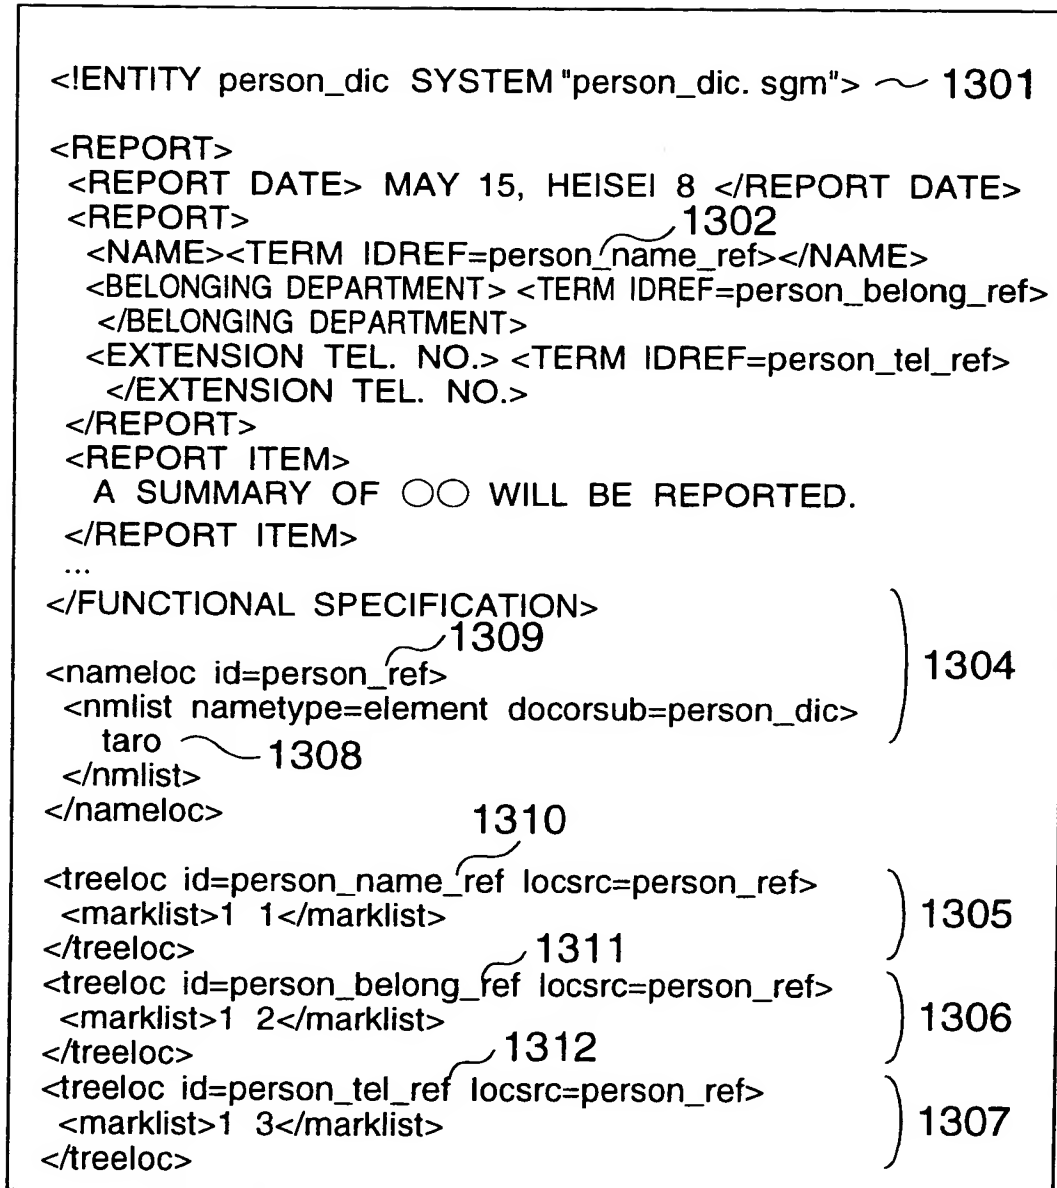 <!ENTITY person_dic SYSTEM "person_dic. sgm"> 1301
<REPORT>
<REPORT DATE> MAY 15, HEISEI 8 </REPORT DATE>
<REPORT>
1302
<NAME><TERM IDREF=person_name_ref></NAME>
<BELONGING DEPARTMENT> <TERM IDREF=person_belong_ref>
</BELONGING DEPARTMENT>
<EXTENSION TEL. NO.> <TERM IDREF=person_tel_ref>
</EXTENSION TEL. NO.>
</REPORT>
<REPORT ITEM>
A SUMMARY OF ○○ WILL BE REPORTED.
</REPORT ITEM>
...
</FUNCTIONAL SPECIFICATION>
1309
<nameloc id=person_ref> 1304
<nmlist nametype=element docorsub=person_dic>
taro 1308
</nmlist>
</nameloc>
1310
<treeloc id=person_name_ref locsrc=person_ref>
<marklist>1 1</marklist> 1305
</treeloc> 1311
<treeloc id=person_belong_ref locsrc=person_ref>
<marklist>1 2</marklist> 1306
</treeloc> 1312
<treeloc id=person_tel_ref locsrc=person_ref>
<marklist>1 3</marklist> 1307
</treeloc>